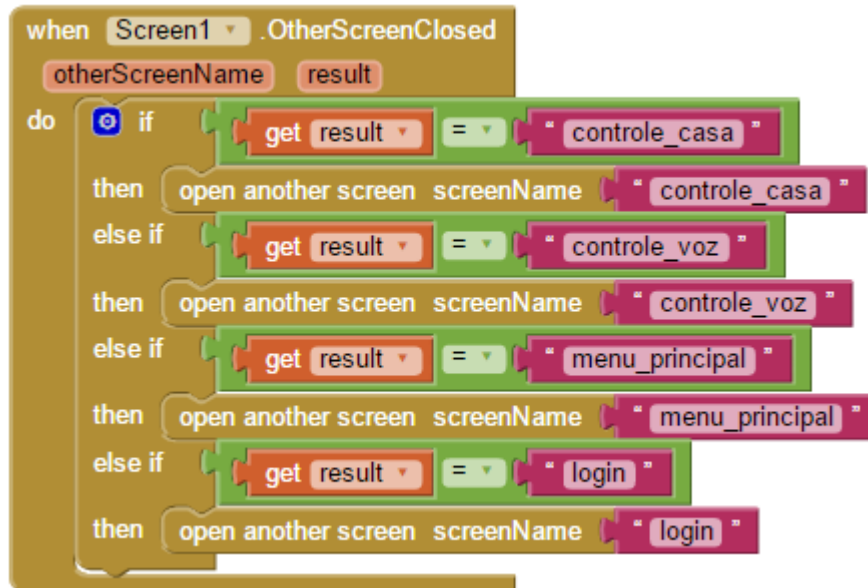 when Screen1 .OtherScreenClosed
otherScreenName result
do if get result = " controle_casa "
then open another screen screenName " controle_casa "
else if get result = " controle_voz "
then open another screen screenName " controle_voz "
else if get result = " menu_principal "
then open another screen screenName " menu_principal "
else if get result = " login "
then open another screen screenName " login "